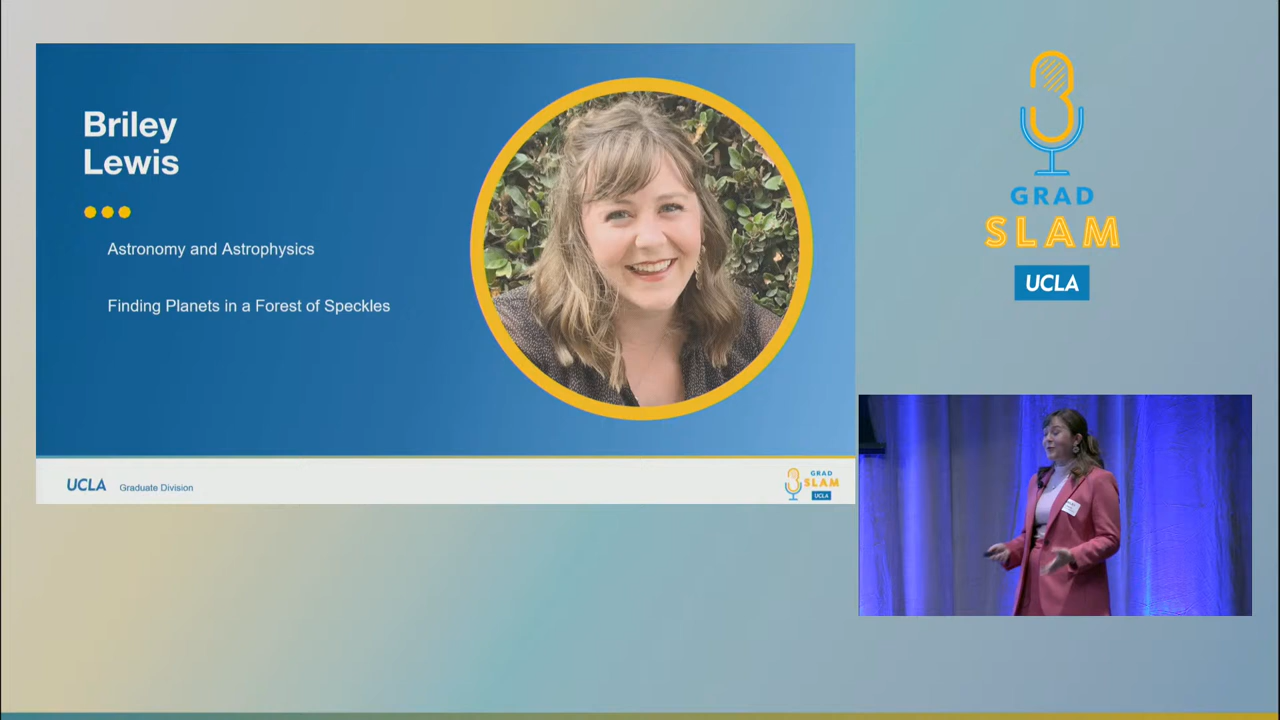 Briley
Lewis
Astronomy and Astrophysics
Finding Planets in a Forest of Speckles
UCLA Graduate Division
GRAD
SLAM
UCLA
GRAD
SLAM
UCLA